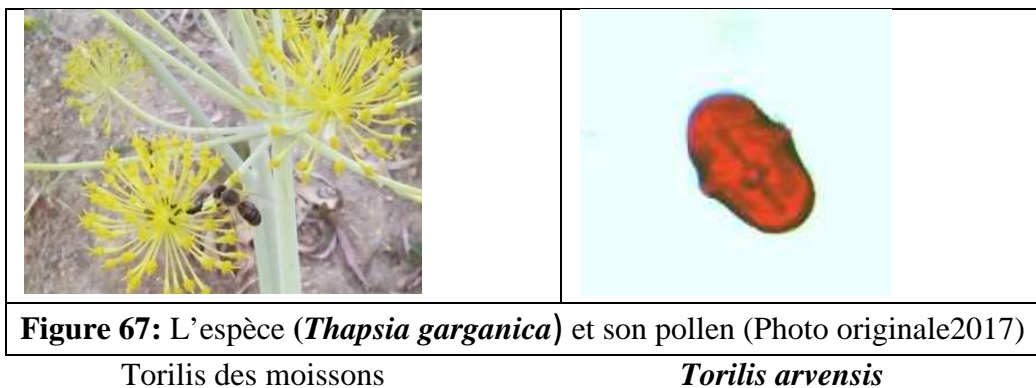 Figure 67: L’espèce (Thapsia garganica) et son pollen (Photo originale2017)
Torilis des moissons Torilis arvensis